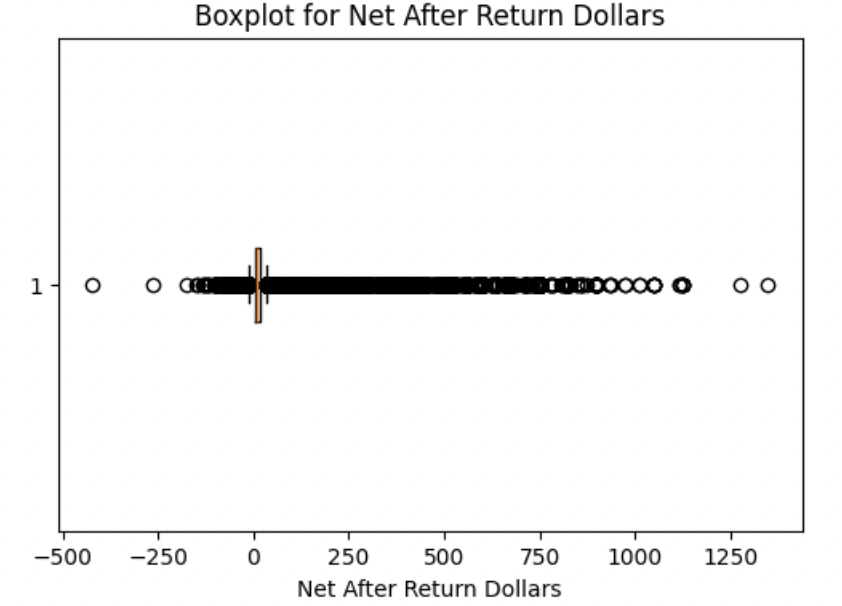 Boxplot for Net After Return Dollars
1
−500 −250 0 250 500 750 1000 1250
Net After Return Dollars